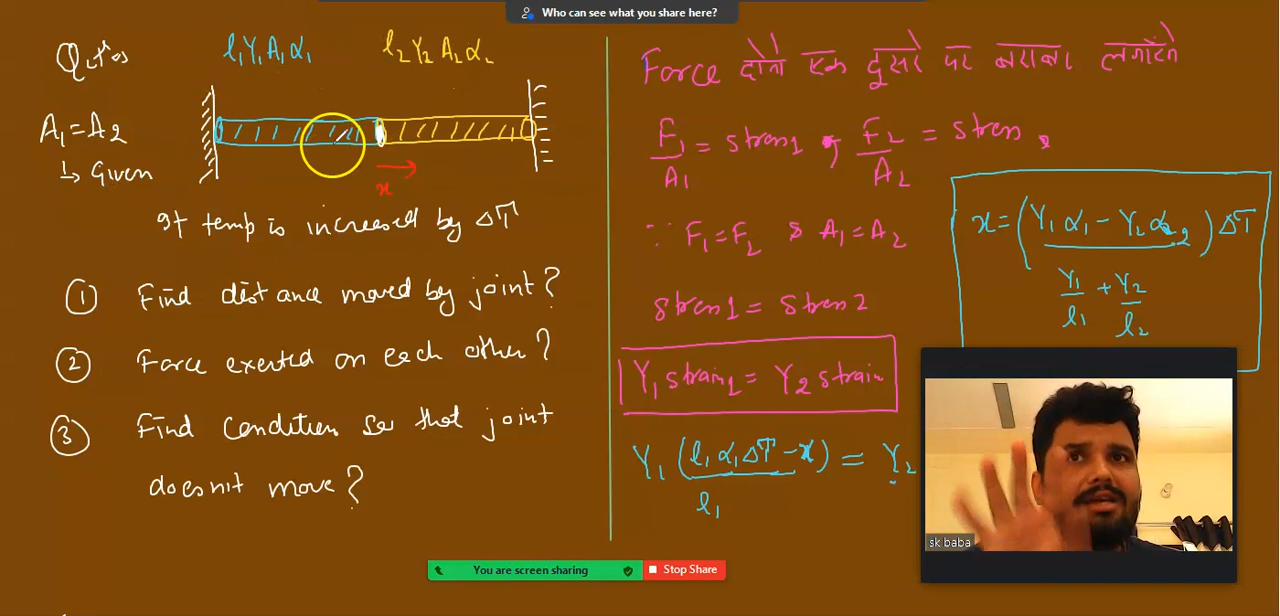 Who can see what you share here?
l₁Y₁A₁α₁
l₂Y₂A₂α₂
A₁=A₂
↳ Given
x
If temp is increased by ΔT
① Find distance moved by joint?
② Force exerted on each other?
③ Find condition so that joint
does not move?
Force दोनो एक दूसरे पर बराबर लगाएंगे
F₁/A₁ = stress₁ & F₂/A₂ = stress₂
∵ F₁=F₂ & A₁=A₂
stress1 = stress2
Y₁ strain₁ = Y₂ strain
Y₁ (l₁α₁ΔT-x)/l₁ = Y₂
x= (Y₁α₁ - Y₂α₂)ΔT
Y₁/l₁ + Y₂/l₂
sk baba
You are screen sharing
Stop Share